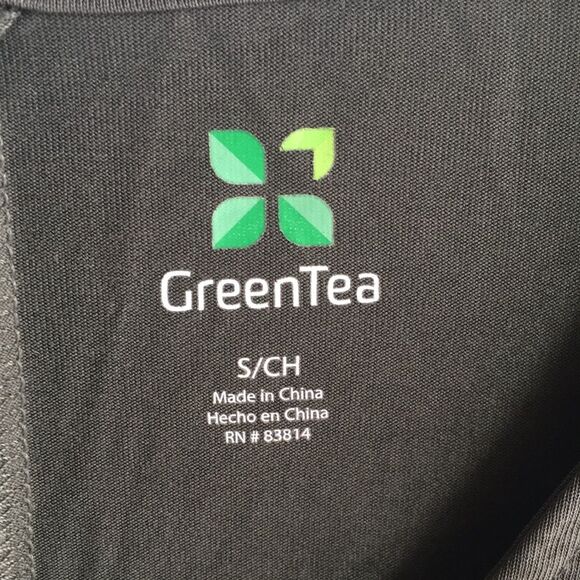 GreenTea
S/CH
Made in China
Hecho en China
RN # 83814